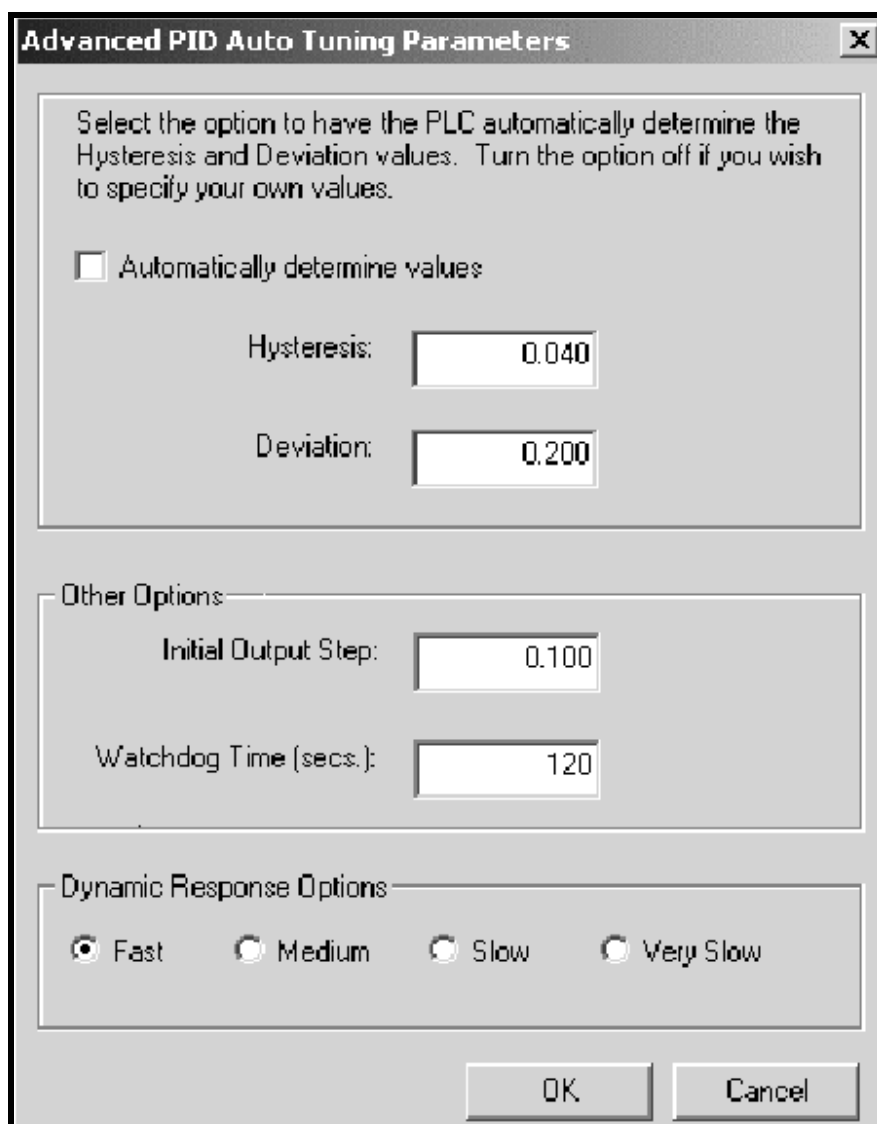 Advanced PID Auto Tuning Parameters
Select the option to have the PLC automatically determine the
Hysteresis and Deviation values. Turn the option off if you wish
to specify your own values.
Automatically determine values
Hysteresis: 0.040
Deviation: 0.200
Other Options
Initial Output Step: 0.100
Watchdog Time (secs.): 120
Dynamic Response Options
Fast Medium Slow Very Slow
OK Cancel